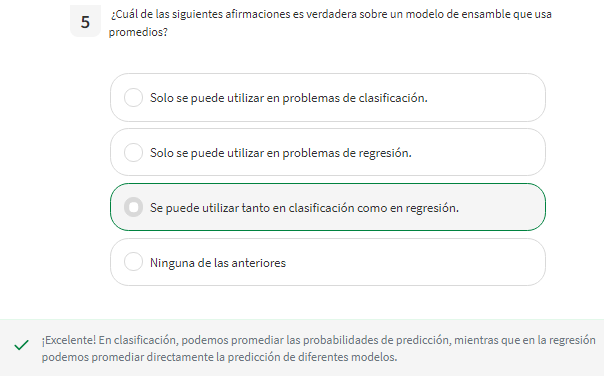 5
¿Cuál de las siguientes afirmaciones es verdadera sobre un modelo de ensamble que usa
promedios?
Solo se puede utilizar en problemas de clasificación.
Solo se puede utilizar en problemas de regresión.
Se puede utilizar tanto en clasificación como en regresión.
Ninguna de las anteriores
¡Excelente! En clasificación, podemos promediar las probabilidades de predicción, mientras que en la regresión
podemos promediar directamente la predicción de diferentes modelos.